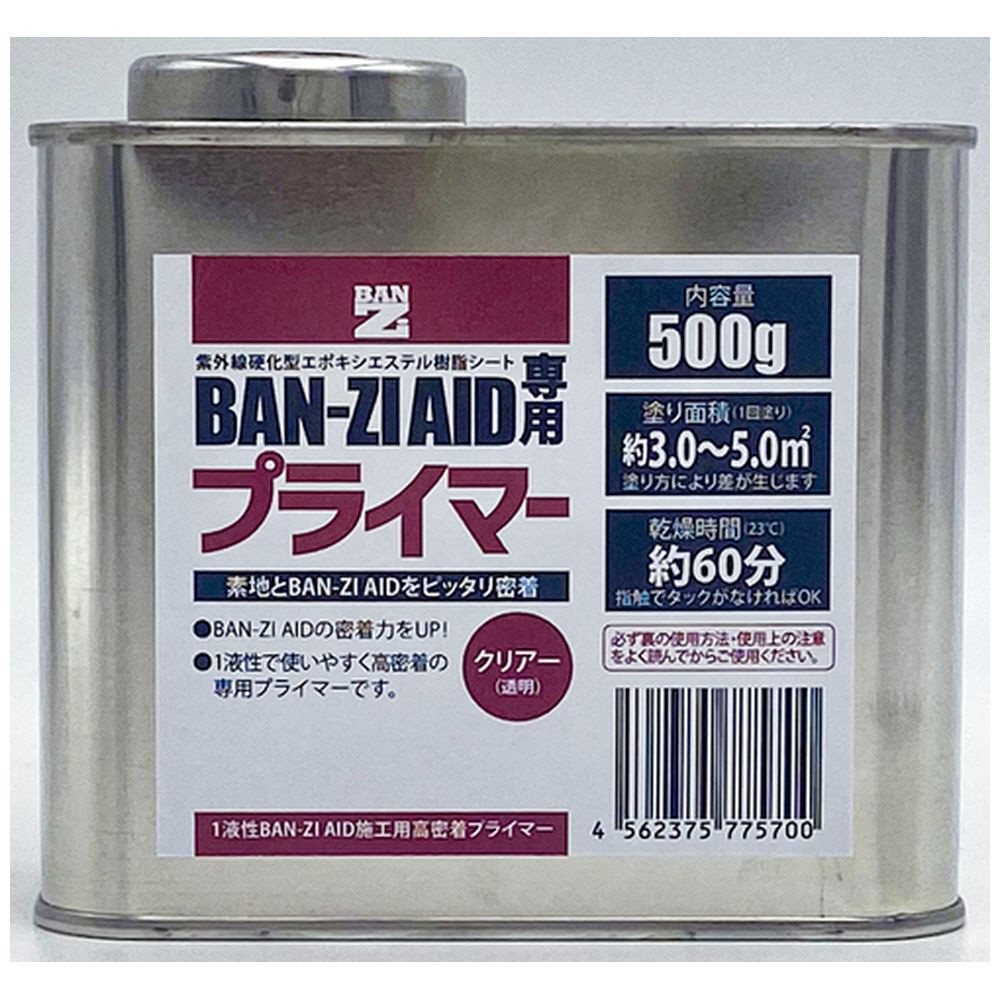 BAN
Zi
紫外線硬化型エポキシエステル樹脂シート
BAN-ZI AID専用
プライマー
素地とBAN-ZI AIDをピッタリ密着
●BAN-ZI AIDの密着力をUP!
●1液性で使いやすく高密着の
専用プライマーです。
クリアー
(透明)
1液性BAN-ZI AID施工用高密着プライマー
内容量
500g
塗り面積(1回塗り)
約3.0～5.0㎡
塗り方により差が生じます
乾燥時間(23℃)
約60分
指触でタックがなければOK
必ず裏の使用方法・使用上の注意
をよく読んでからご使用ください。
4 562375 775700